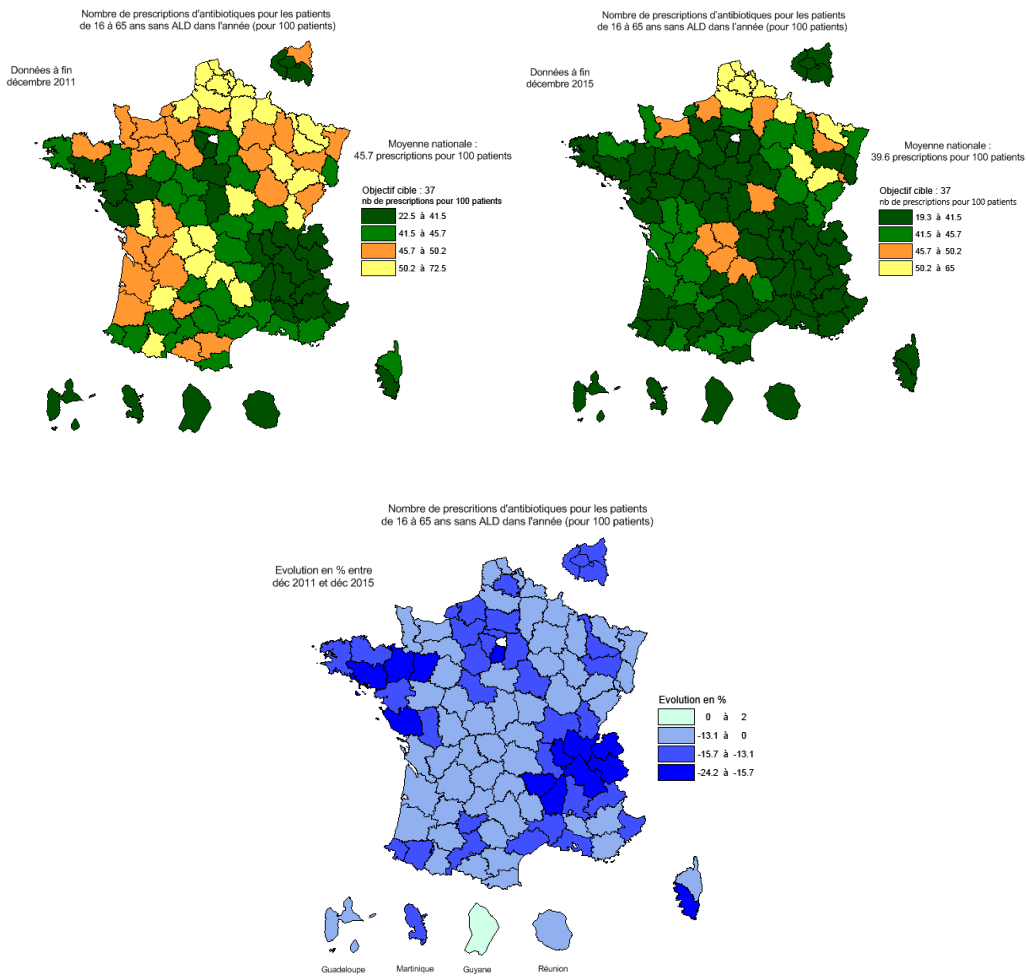 Nombre de prescriptions d'antibiotiques pour les patients
de 16 à 65 ans sans ALD dans l'année (pour 100 patients)
Données à fin
décembre 2011
Moyenne nationale :
45.7 prescriptions pour 100 patients
Objectif cible : 37
nb de prescriptions pour 100 patients
22.5 à 41.5
41.5 à 45.7
45.7 à 50.2
50.2 à 72.5
Nombre de prescriptions d'antibiotiques pour les patients
de 16 à 65 ans sans ALD dans l'année (pour 100 patients)
Données à fin
décembre 2015
Moyenne nationale :
39.6 prescriptions pour 100 patients
Objectif cible : 37
nb de prescriptions pour 100 patients
19.3 à 41.5
41.5 à 45.7
45.7 à 50.2
50.2 à 65
Nombre de prescritions d'antibiotiques pour les patients
de 16 à 65 ans sans ALD dans l'année (pour 100 patients)
Evolution en % entre
déc 2011 et déc 2015
Evolution en %
0 à 2
-13.1 à 0
-15.7 à -13.1
-24.2 à -15.7
Guadeloupe Martinique Guyane Réunion